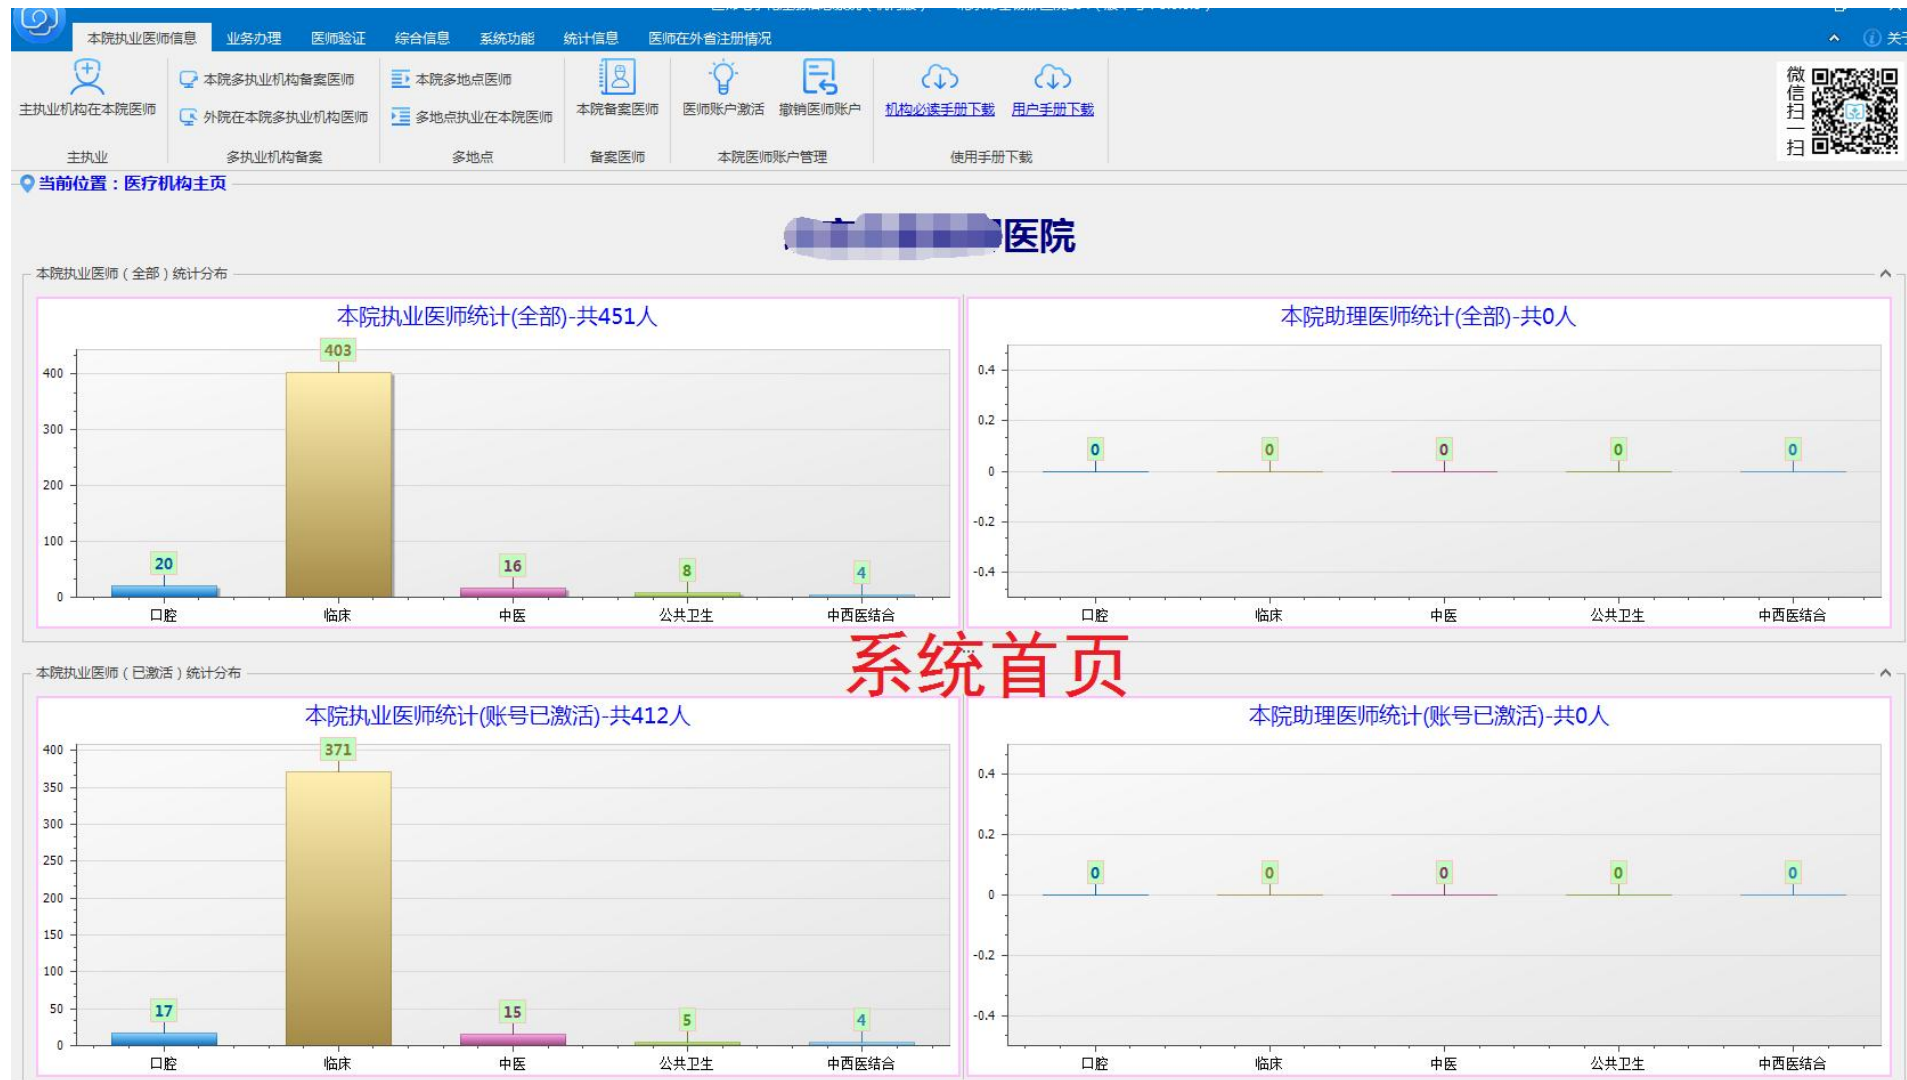 本院执业医师信息 业务办理 医师验证 综合信息 系统功能 统计信息 医师在外省注册情况
主执业机构在本院医师
本院多执业机构备案医师
外院在本院多执业机构医师
本院多地点医师
多地点执业在本院医师
本院备案医师
医师账户激活 撤销医师账户
机构必读手册下载 用户手册下载
主执业 多执业机构备案 多地点 备案医师 本院医师账户管理 使用手册下载
微信扫一扫
当前位置：医疗机构主页
医院
本院执业医师（全部）统计分布
本院执业医师统计(全部)-共451人
400
300
200
100
0
20
403
16
8
4
口腔 临床 中医 公共卫生 中西医结合
本院助理医师统计(全部)-共0人
0.4
0.2
0
-0.2
-0.4
0 0 0 0 0
口腔 临床 中医 公共卫生 中西医结合
系统首页
本院执业医师（已激活）统计分布
本院执业医师统计(账号已激活)-共412人
400
350
300
250
200
150
100
50
0
17
371
15
5
4
口腔 临床 中医 公共卫生 中西医结合
本院助理医师统计(账号已激活)-共0人
0.4
0.2
0
-0.2
-0.4
0 0 0 0 0
口腔 临床 中医 公共卫生 中西医结合